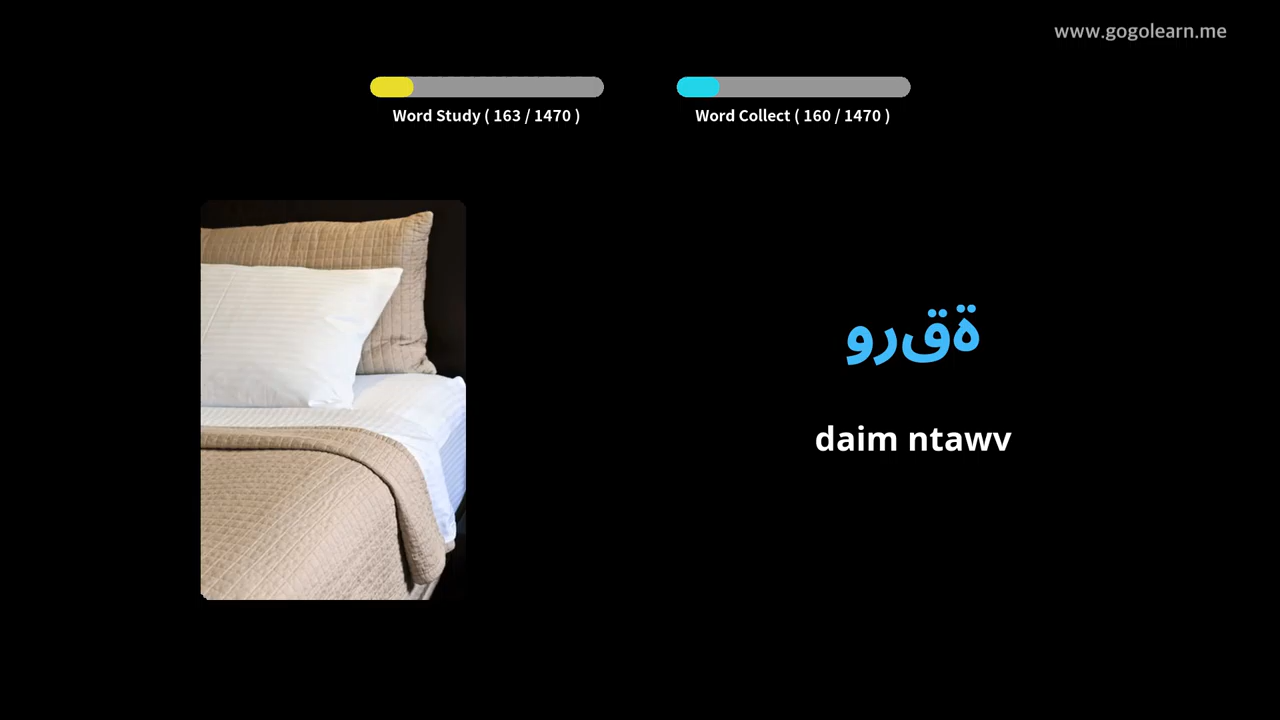 www.gogolearn.me
Word Study ( 163 / 1470 )
Word Collect ( 160 / 1470 )
ةقرو
daim ntawv